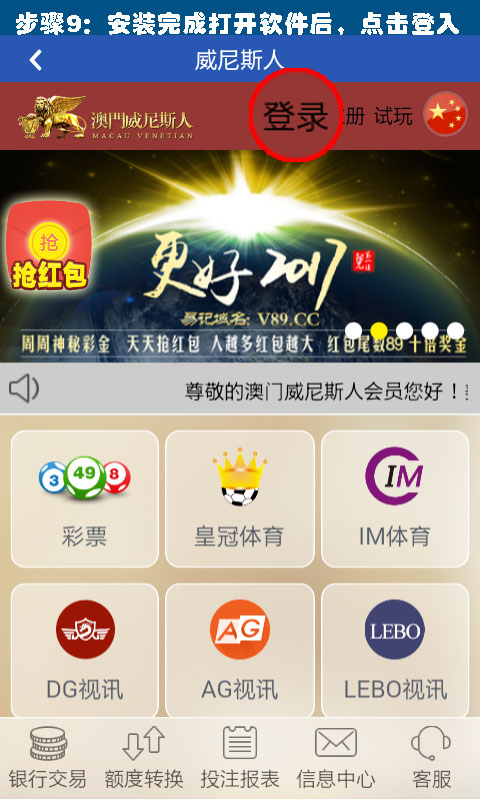 步骤9：安装完成打开软件后，点击登入
威尼斯人
澳門威尼斯人
MACAU VENETIAN
登录
册 试玩
抢
抢红包
更好2017
易记域名: V89.CC
周周神秘彩金 天天抢红包 人越多红包越大 红包尾数89 十倍奖金
尊敬的澳门威尼斯人会员您好！
3 49 8
IM
彩票 皇冠体育 IM体育
AG
LEBO
DG视讯 AG视讯 LEBO视讯
银行交易 额度转换 投注报表 信息中心 客服